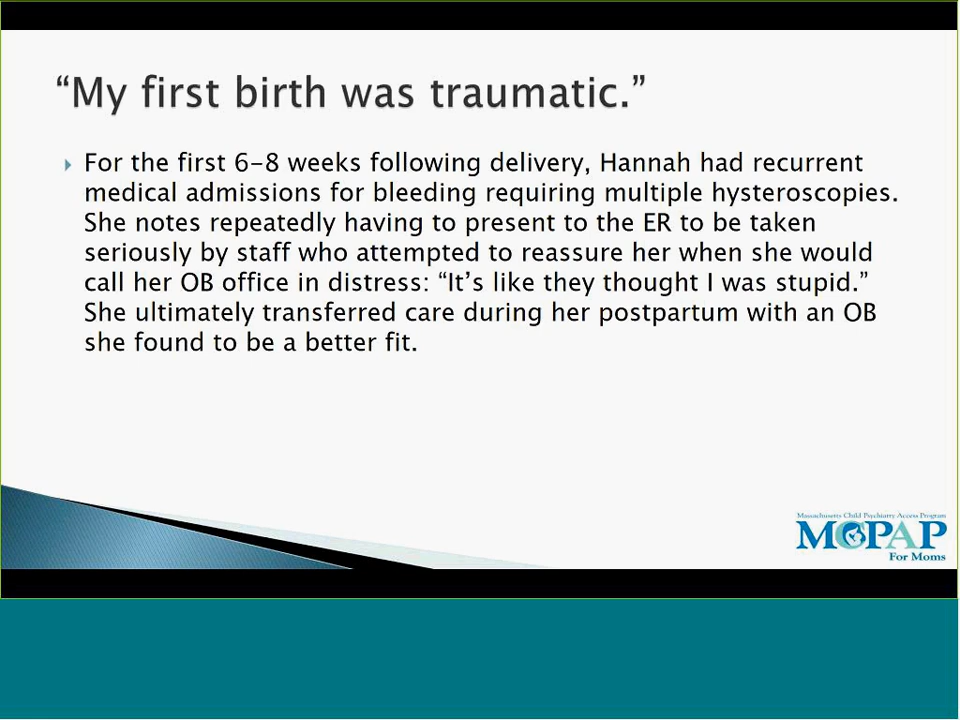 “My first birth was traumatic.”
For the first 6-8 weeks following delivery, Hannah had recurrent
medical admissions for bleeding requiring multiple hysteroscopies.
She notes repeatedly having to present to the ER to be taken
seriously by staff who attempted to reassure her when she would
call her OB office in distress: “It’s like they thought I was stupid.”
She ultimately transferred care during her postpartum with an OB
she found to be a better fit.
Massachusetts Child Psychiatry Access Program
MCPAP
For Moms